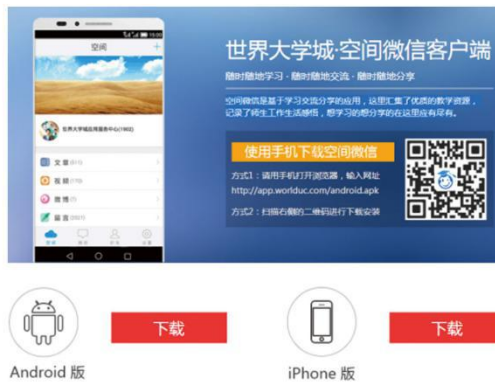 空间
世界大学城应用服务中心(1902)
文章(611)
视频(770)
微博(7)
留言(5501)
世界大学城·空间微信客户端
随时随地学习·随时随地交流·随时随地分享
空间微信是基于学习交流分享的应用，这里汇集了优质的教学资源，
记录了师生工作生活感悟，想学习的想分享的在这里应有尽有。
使用手机下载空间微信
方式1：请用手机打开浏览器，输入网址
http://app.worlduc.com/android.apk
方式2：扫描右侧的二维码进行下载安装
下载
下载
Android 版
iPhone 版